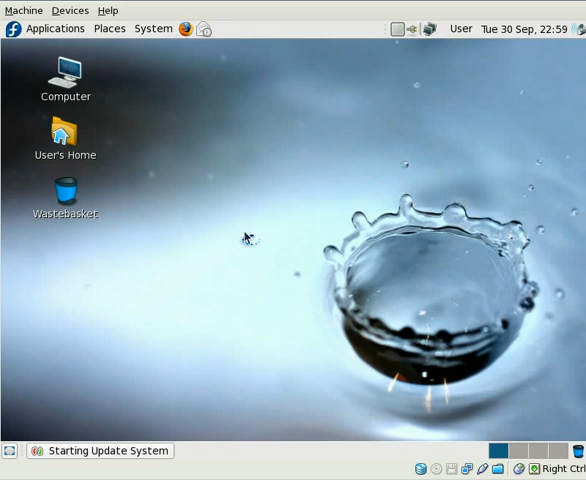 Machine Devices Help
Applications Places System User Tue 30 Sep, 22:59
Computer
User's Home
Wastebasket
Starting Update System
Right Ctrl